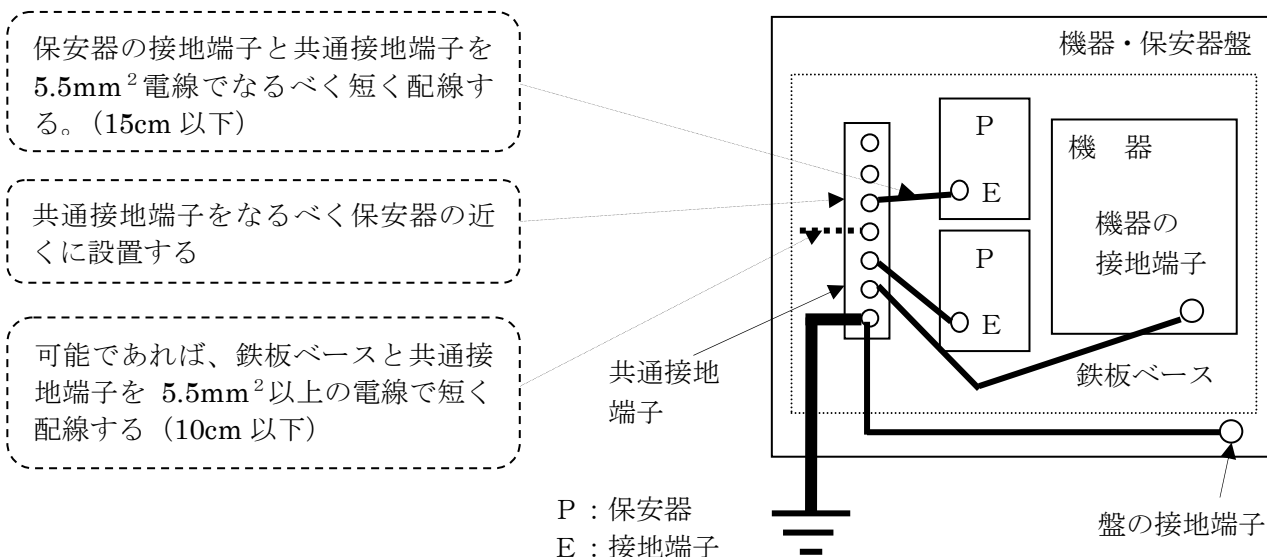 保安器の接地端子と共通接地端子を
5.5mm²電線でなるべく短く配線す
る。（15cm 以下）
共通接地端子をなるべく保安器の近
くに設置する
可能であれば、鉄板ベースと共通接
地端子を 5.5mm²以上の電線で短く
配線する（10cm 以下）
機器・保安器盤
P
E
P
E
機　器
機器の
接地端子
鉄板ベース
共通接地
端子
盤の接地端子
P：保安器
E：接地端子